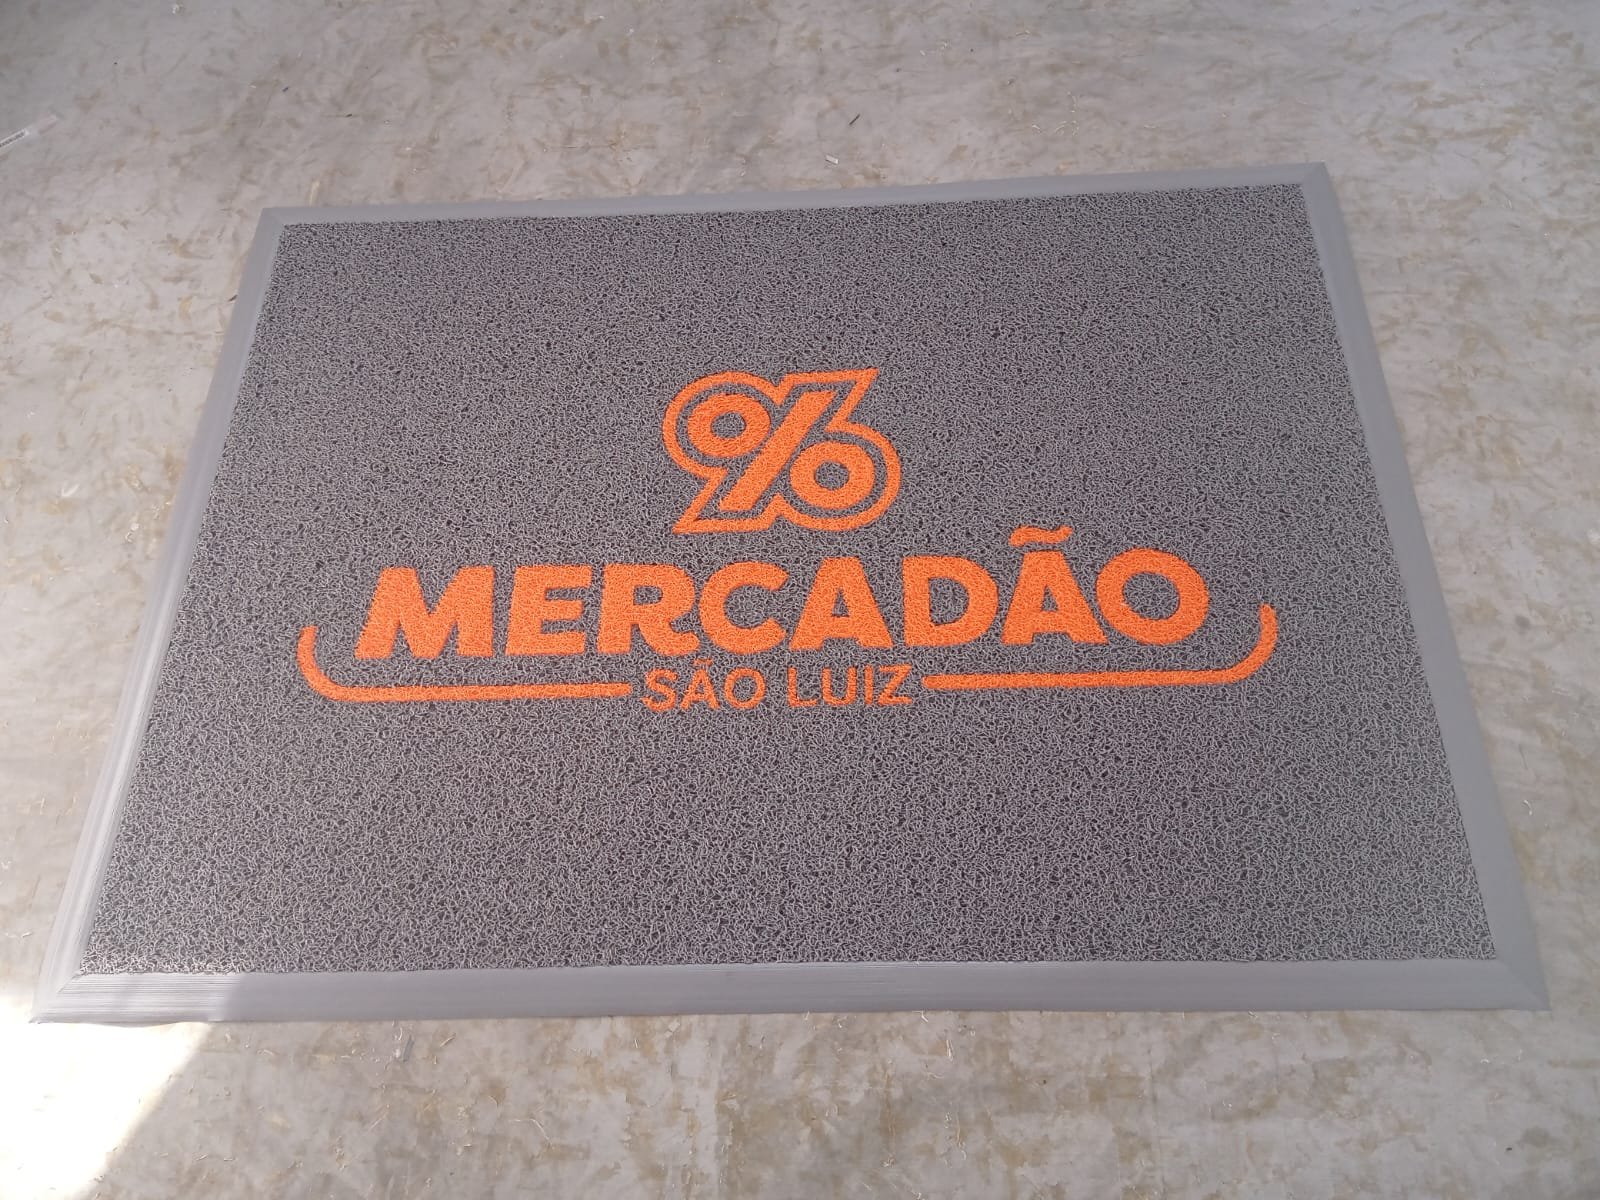 %
MERCADÃO
SÃO LUIZ